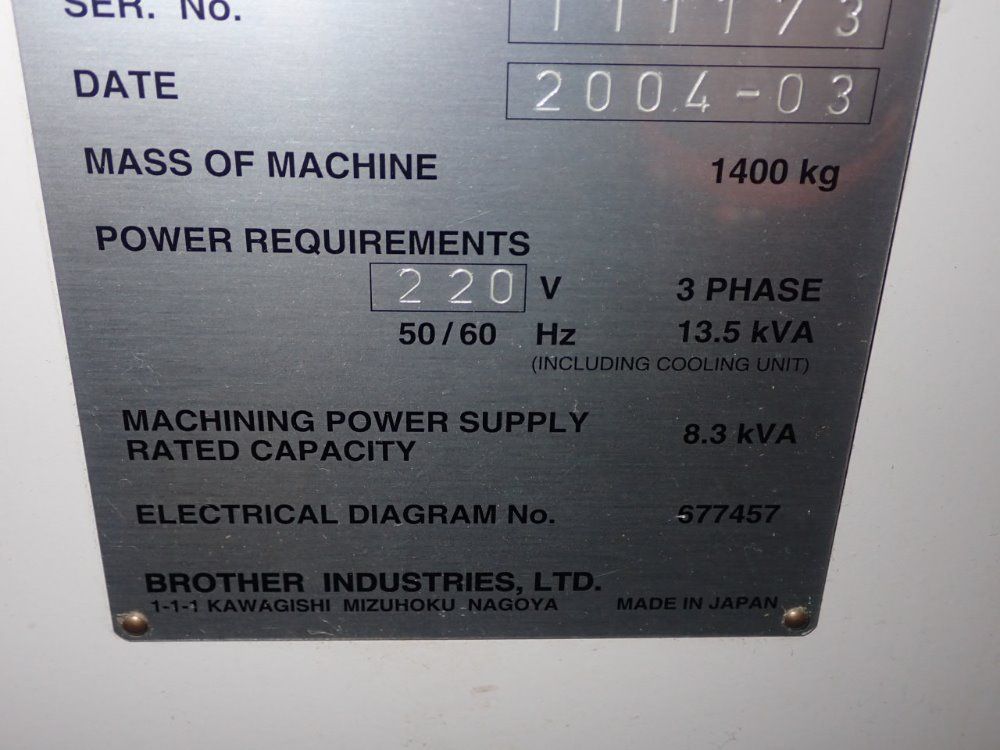 SER. No. 111173
DATE 2004-03
MASS OF MACHINE 1400 kg
POWER REQUIREMENTS
220 V 3 PHASE
50/60 Hz 13.5 kVA
(INCLUDING COOLING UNIT)
MACHINING POWER SUPPLY
RATED CAPACITY 8.3 kVA
ELECTRICAL DIAGRAM No. 677457
BROTHER INDUSTRIES, LTD.
1-1-1 KAWAGISHI MIZUHOKU NAGOYA MADE IN JAPAN